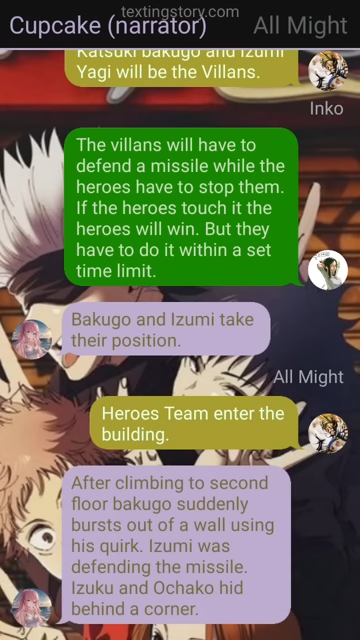 textingstory.com
Cupcake (narrator) All Might
Katsuki bakugo and Izumi
Yagi will be the Villans.
Inko
The villans will have to
defend a missile while the
heroes have to stop them.
If the heroes touch it the
heroes will win. But they
have to do it within a set
time limit.
Bakugo and Izumi take
their position.
All Might
Heroes Team enter the
building.
After climbing to second
floor bakugo suddenly
bursts out of a wall using
his quirk. Izumi was
defending the missile.
Izuku and Ochako hid
behind a corner.